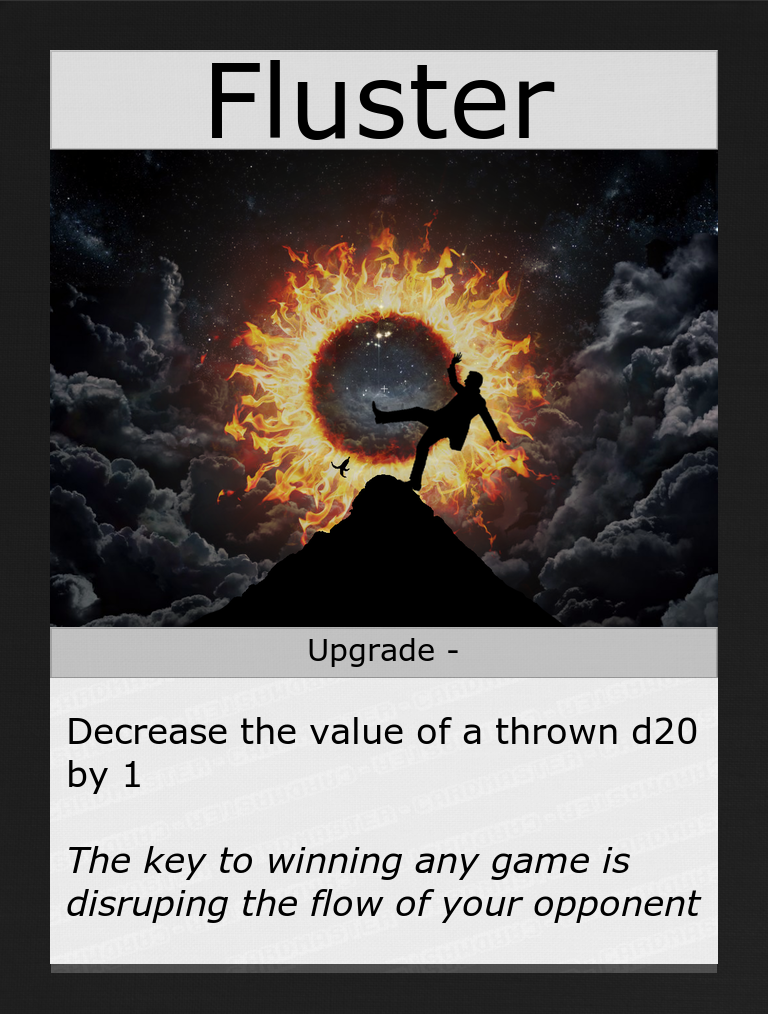 Fluster
Upgrade -
Decrease the value of a thrown d20
by 1
The key to winning any game is
disruping the flow of your opponent